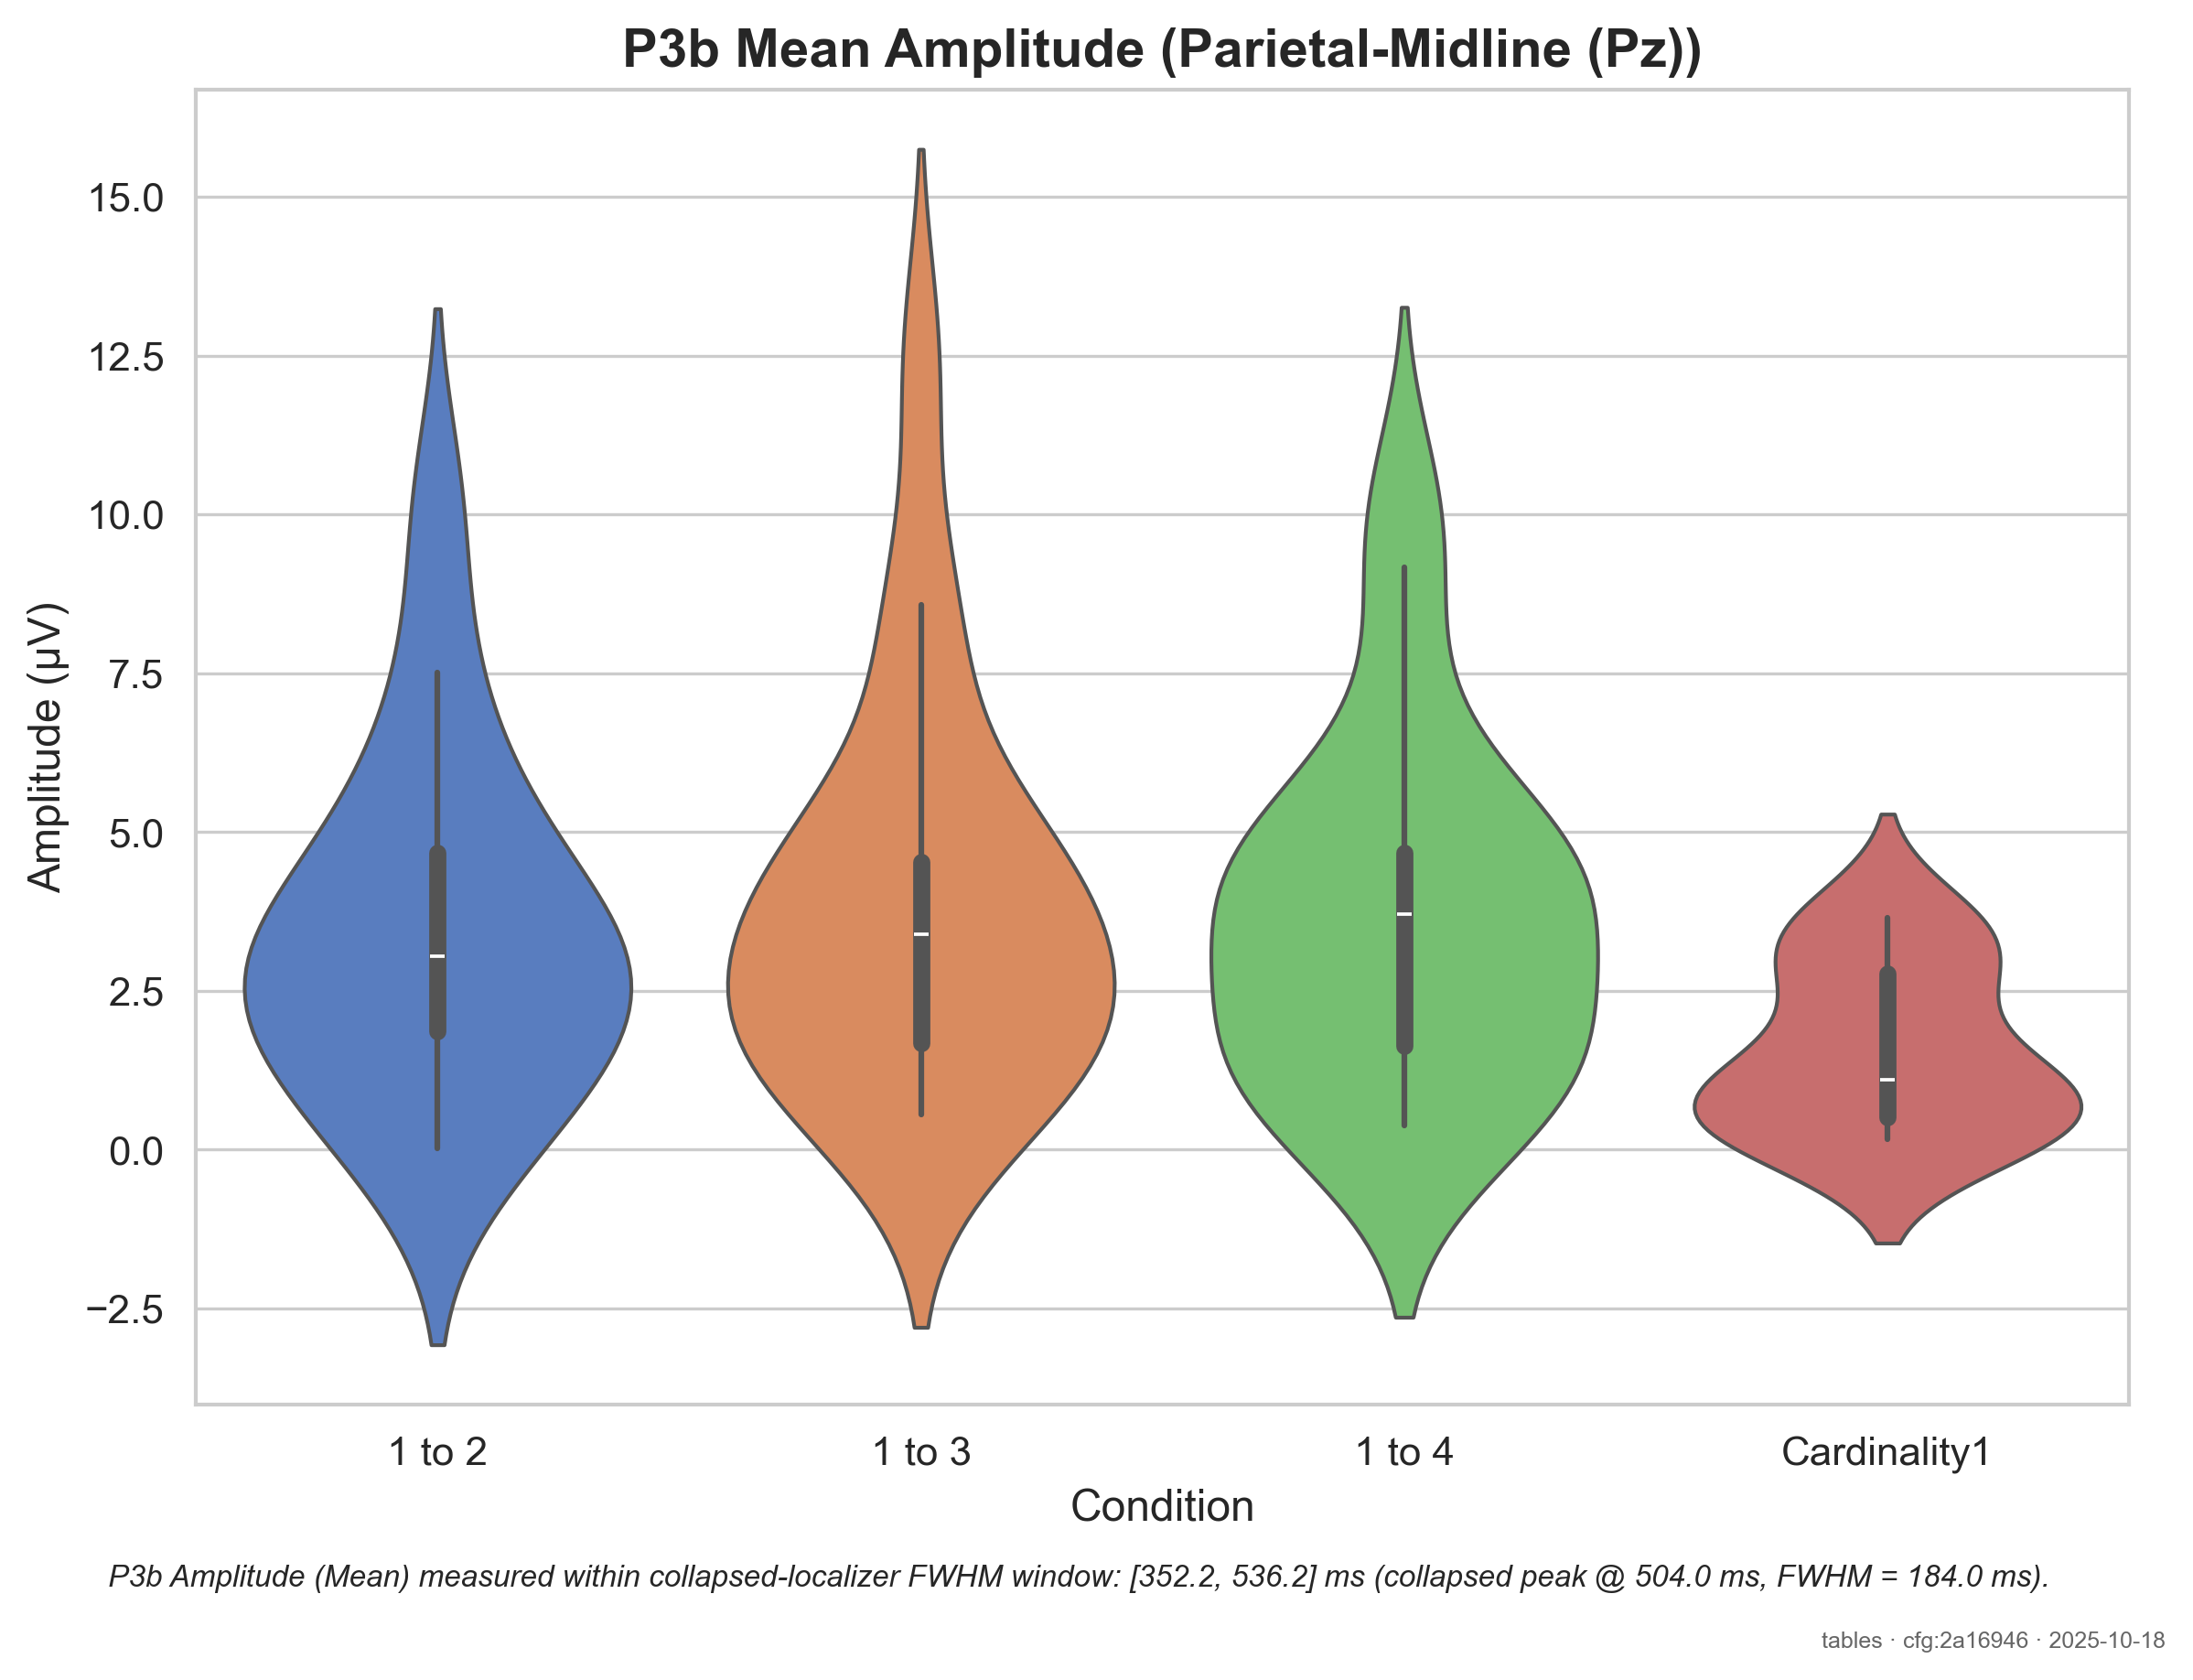 P3b Mean Amplitude (Parietal-Midline (Pz))
Amplitude (µV)
15.0
12.5
10.0
7.5
5.0
2.5
0.0
−2.5
1 to 2
1 to 3
1 to 4
Cardinality1
Condition
P3b Amplitude (Mean) measured within collapsed-localizer FWHM window: [352.2, 536.2] ms (collapsed peak @ 504.0 ms, FWHM = 184.0 ms).
tables · cfg:2a16946 · 2025-10-18